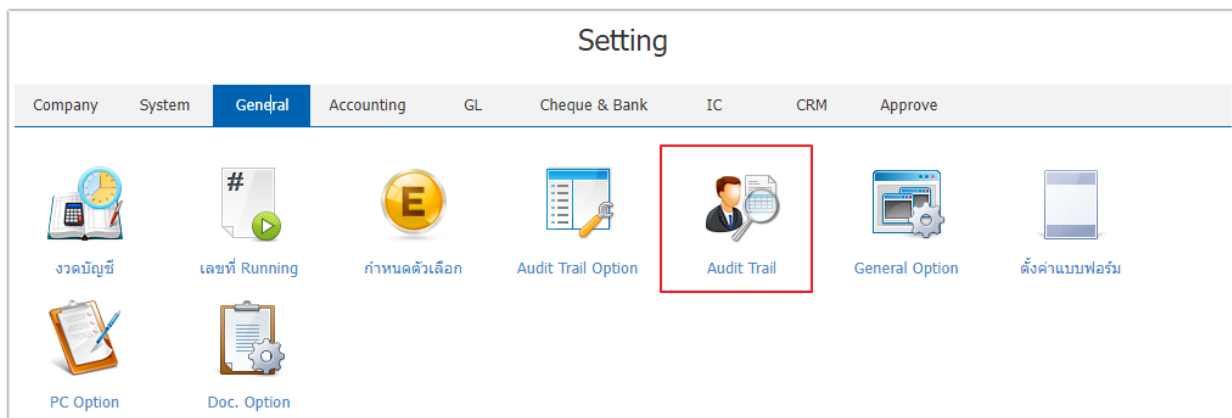 Setting
Company System General Accounting GL Cheque & Bank IC CRM Approve
#
E
งวดบัญชี เลขที่ Running กำหนดตัวเลือก Audit Trail Option Audit Trail General Option ตั้งค่าแบบฟอร์ม
PC Option Doc. Option